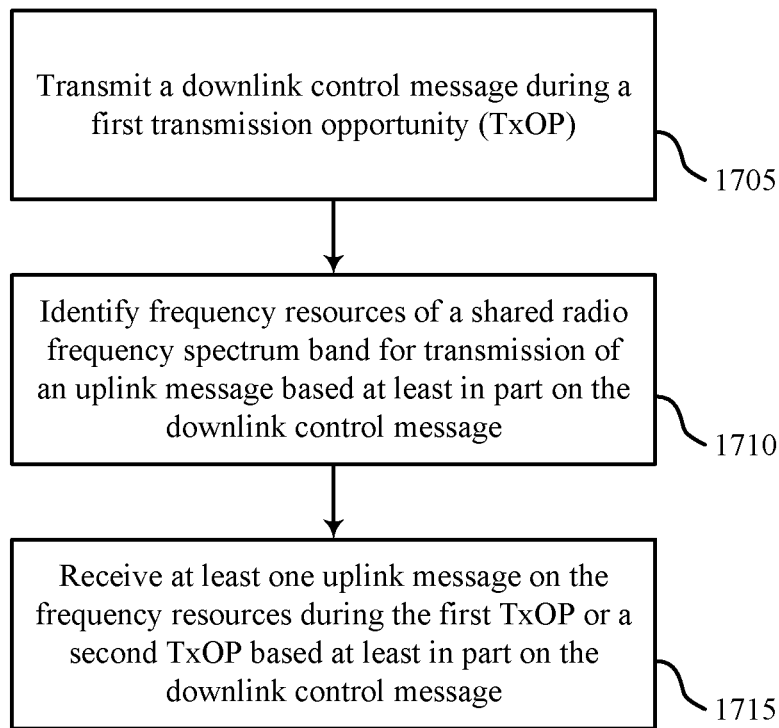 Transmit a downlink control message during a
first transmission opportunity (TxOP)
1705
Identify frequency resources of a shared radio
frequency spectrum band for transmission of
an uplink message based at least in part on the
downlink control message
1710
Receive at least one uplink message on the
frequency resources during the first TxOP or a
second TxOP based at least in part on the
downlink control message
1715